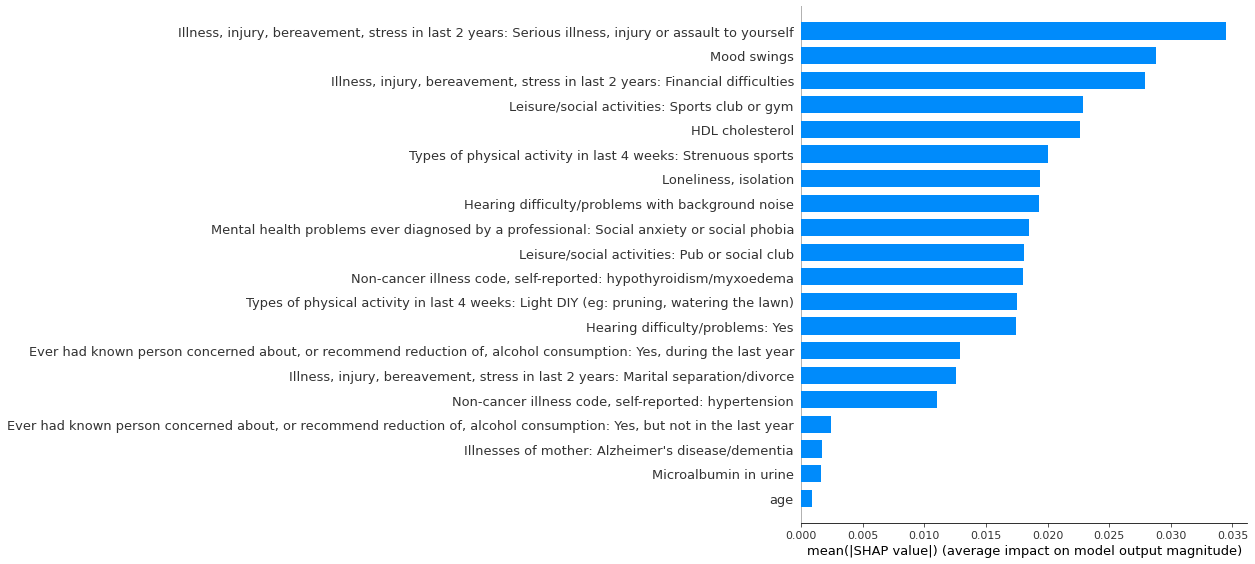 Illness, injury, bereavement, stress in last 2 years: Serious illness, injury or assault to yourself
Mood swings
Illness, injury, bereavement, stress in last 2 years: Financial difficulties
Leisure/social activities: Sports club or gym
HDL cholesterol
Types of physical activity in last 4 weeks: Strenuous sports
Loneliness, isolation
Hearing difficulty/problems with background noise
Mental health problems ever diagnosed by a professional: Social anxiety or social phobia
Leisure/social activities: Pub or social club
Non-cancer illness code, self-reported: hypothyroidism/myxoedema
Types of physical activity in last 4 weeks: Light DIY (eg: pruning, watering the lawn)
Hearing difficulty/problems: Yes
Ever had known person concerned about, or recommend reduction of, alcohol consumption: Yes, during the last year
Illness, injury, bereavement, stress in last 2 years: Marital separation/divorce
Non-cancer illness code, self-reported: hypertension
Ever had known person concerned about, or recommend reduction of, alcohol consumption: Yes, but not in the last year
Illnesses of mother: Alzheimer's disease/dementia
Microalbumin in urine
age
0.000 0.005 0.010 0.015 0.020 0.025 0.030 0.035
mean(|SHAP value|) (average impact on model output magnitude)